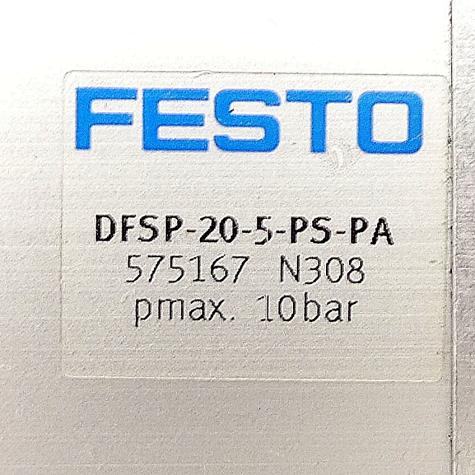 FESTO
DFSP-20-5-PS-PA
575167 N308
pmax. 10bar